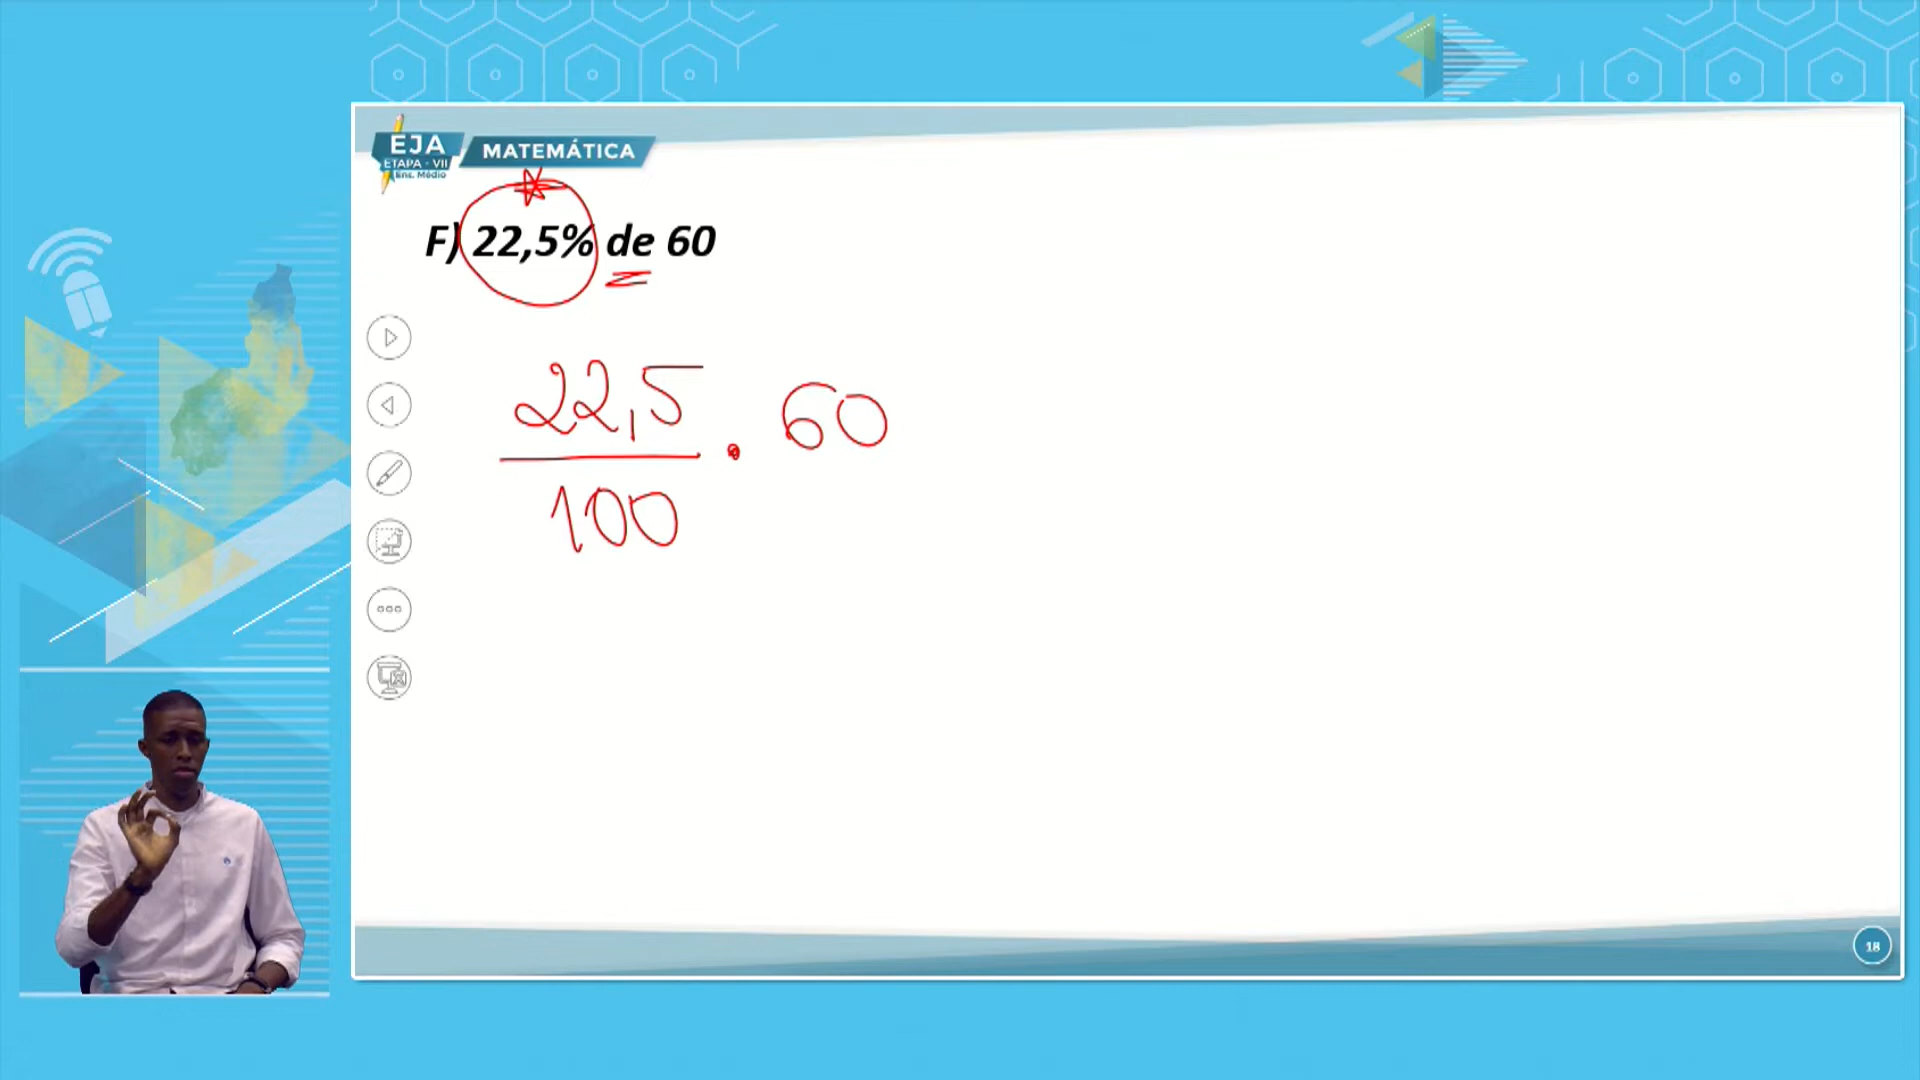 EJA
ETAPA - VII
Ens. Médio
MATEMÁTICA
F) 22,5% de 60
22,5
100
. 60
18